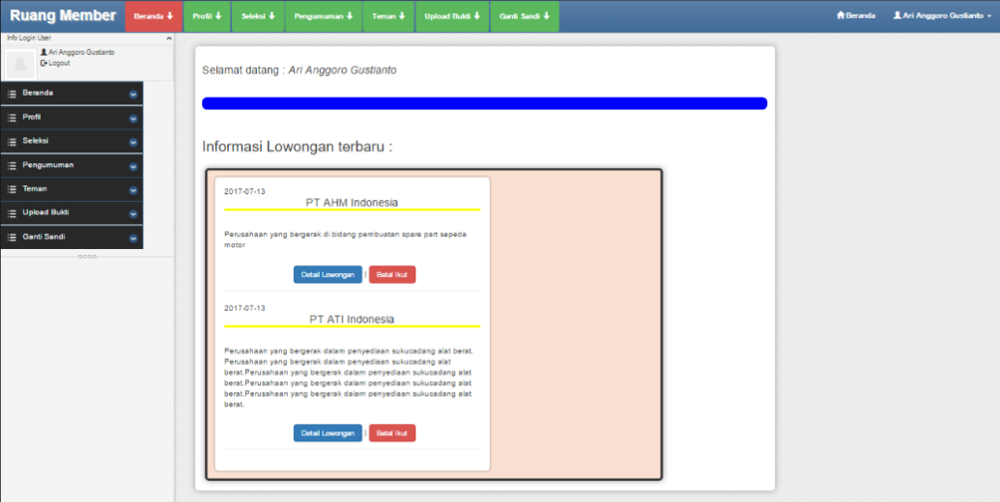 Ruang Member Beranda Profil Seleksi Pengumuman Teman Upload Bukti Ganti Sandi Beranda Ari Anggoro Gustianto
Info Login User
Ari Anggoro Gustianto
Logout
Beranda
Profil
Seleksi
Pengumuman
Teman
Upload Bukti
Ganti Sandi
Selamat datang : Ari Anggoro Gustianto
Informasi Lowongan terbaru :
2017-07-13
PT AHM Indonesia
Perusahaan yang bergerak di bidang pembuatan spare part sepeda
motor
Detail Lowongan | Batal Ikut
2017-07-13
PT ATI Indonesia
Perusahaan yang bergerak dalam penyediaan sukucadang alat berat.
Perusahaan yang bergerak dalam penyediaan sukucadang alat
berat.Perusahaan yang bergerak dalam penyediaan sukucadang alat
berat.Perusahaan yang bergerak dalam penyediaan sukucadang alat
berat.Perusahaan yang bergerak dalam penyediaan sukucadang alat
berat.
Detail Lowongan | Batal Ikut